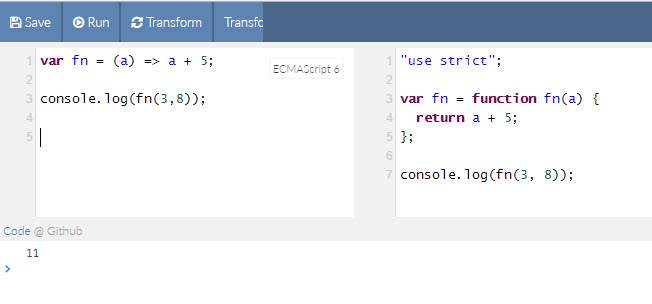 Save Run Transform Transfo
1 var fn = (a) => a + 5;
ECMAScript 6
2
3 console.log(fn(3,8));
4
5
1 "use strict";
2
3 var fn = function fn(a) {
4 return a + 5;
5 };
6
7 console.log(fn(3, 8));
Code @ Github
11
>